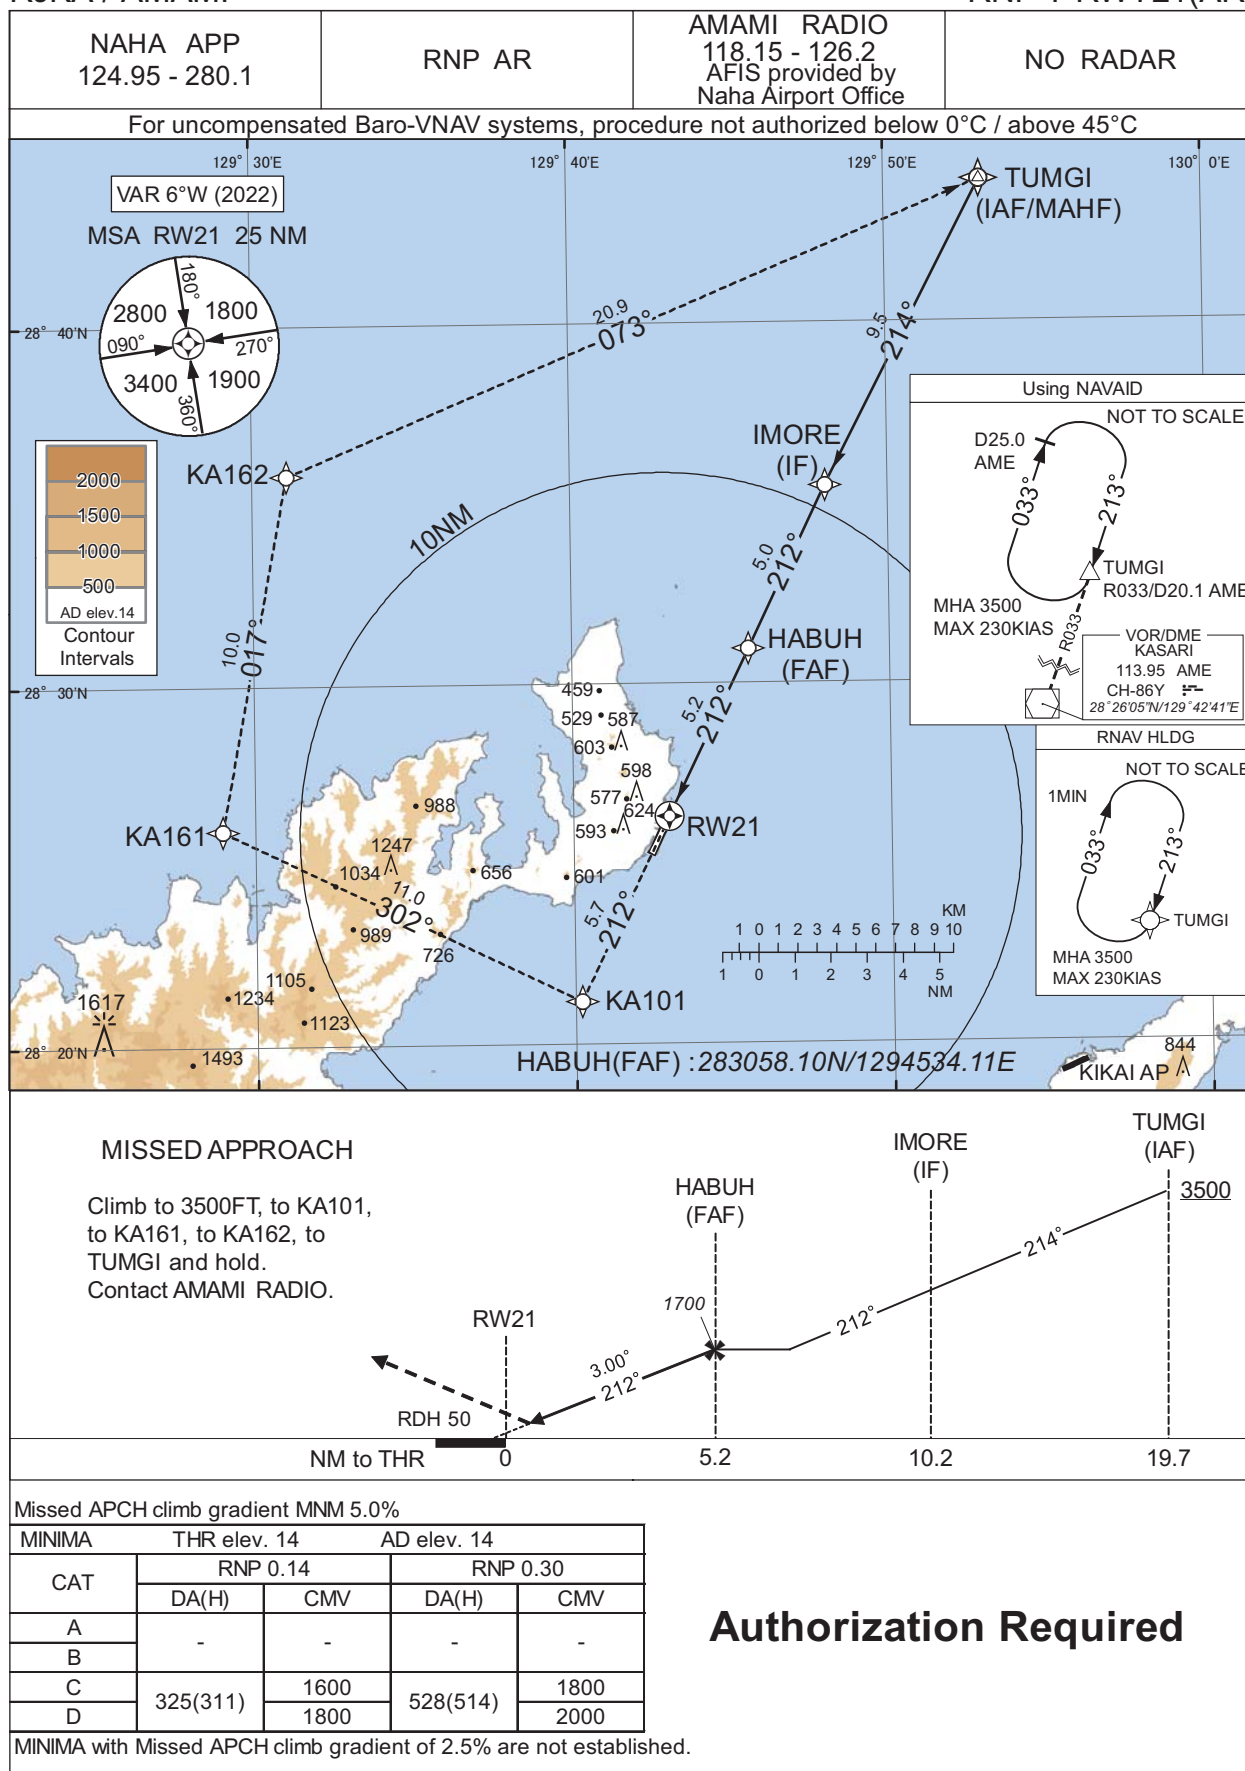 NAHA APP
124.95 - 280.1
RNP AR
AMAMI RADIO
118.15 - 126.2
AFIS provided by
Naha Airport Office
NO RADAR
For uncompensated Baro-VNAV systems, procedure not authorized below 0°C / above 45°C
129° 30'E
129° 40'E
129° 50'E
130° 0'E
VAR 6°W (2022)
MSA RW21 25 NM
180°
2800
1800
090°
270°
3400
1900
360°
28° 40'N
TUMGI
(IAF/MAHF)
20.9
073°
9.5
214°
2000
1500
1000
500
AD elev.14
Contour
Intervals
KA162
10NM
IMORE
(IF)
5.0
212°
HABUH
(FAF)
Using NAVAID
NOT TO SCALE
D25.0
AME
033°
213°
TUMGI
R033/D20.1 AME
MHA 3500
MAX 230KIAS
R033
VOR/DME
KASARI
113.95 AME
CH-86Y
28°26'05"N/129°42'41"E
RNAV HLDG
NOT TO SCALE
1MIN
033°
213°
TUMGI
MHA 3500
MAX 230KIAS
10.0
017°
28° 30'N
459
529
587
603
598
577
624
593
5.2
212°
RW21
988
KA161
1247
1034
11.0
302°
656
601
989
726
5.7
212°
1105
1234
1123
KA101
1617
1493
28° 20'N
KM
1 0 1 2 3 4 5 6 7 8 9 10
1 0 1 2 3 4 5
NM
HABUH(FAF) :283058.10N/1294534.11E
844
KIKAI AP
MISSED APPROACH
Climb to 3500FT, to KA101,
to KA161, to KA162, to
TUMGI and hold.
Contact AMAMI RADIO.
TUMGI
(IAF)
3500
IMORE
(IF)
HABUH
(FAF)
214°
212°
1700
RW21
3.00°
212°
RDH 50
NM to THR
0
5.2
10.2
19.7
Missed APCH climb gradient MNM 5.0%
MINIMA THR elev. 14 AD elev. 14
CAT RNP 0.14 RNP 0.30
DA(H) CMV DA(H) CMV
A
- - - -
B
C 325(311) 1600 528(514) 1800
D 1800 2000
MINIMA with Missed APCH climb gradient of 2.5% are not established.
Authorization Required